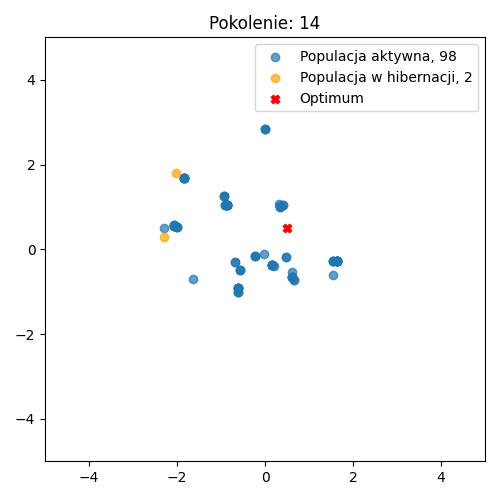 Pokolenie: 14
Populacja aktywna, 98
Populacja w hibernacji, 2
Optimum
4
2
0
−2
−4
−4 −2 0 2 4